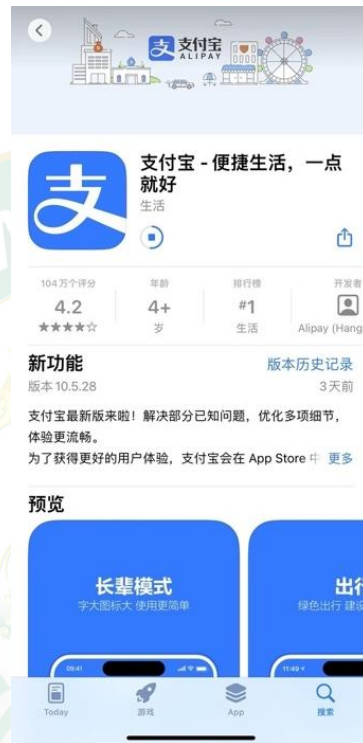 支付宝
ALIPAY
支付宝 - 便捷生活，一点
就好
生活
104万个评分
年龄
排行榜
开发者
4.2
4+
#1
岁
生活
Alipay (Hang
新功能
版本历史记录
版本 10.5.28
3天前
支付宝最新版来啦！解决部分已知问题，优化多项细节，
体验更流畅。
为了获得更好的用户体验，支付宝会在 App Store 中 更多
预览
长辈模式
字大图标大 使用更简单
出行
绿色出行 建设
09:41
11:49
Today
游戏
App
搜索